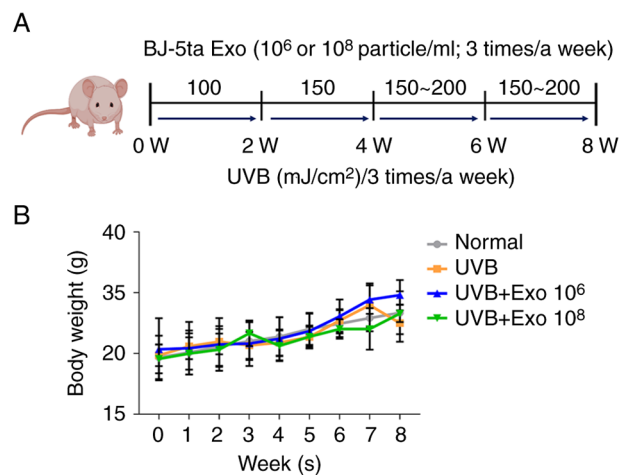 A
BJ-5ta Exo (10⁶ or 10⁸ particle/ml; 3 times/a week)
100 150 150~200 150~200
0 W 2 W 4 W 6 W 8 W
UVB (mJ/cm²)/3 times/a week)
B
Body weight (g)
40
35
20
15
0 1 2 3 4 5 6 7 8
Week (s)
Normal
UVB
UVB+Exo 10⁶
UVB+Exo 10⁸